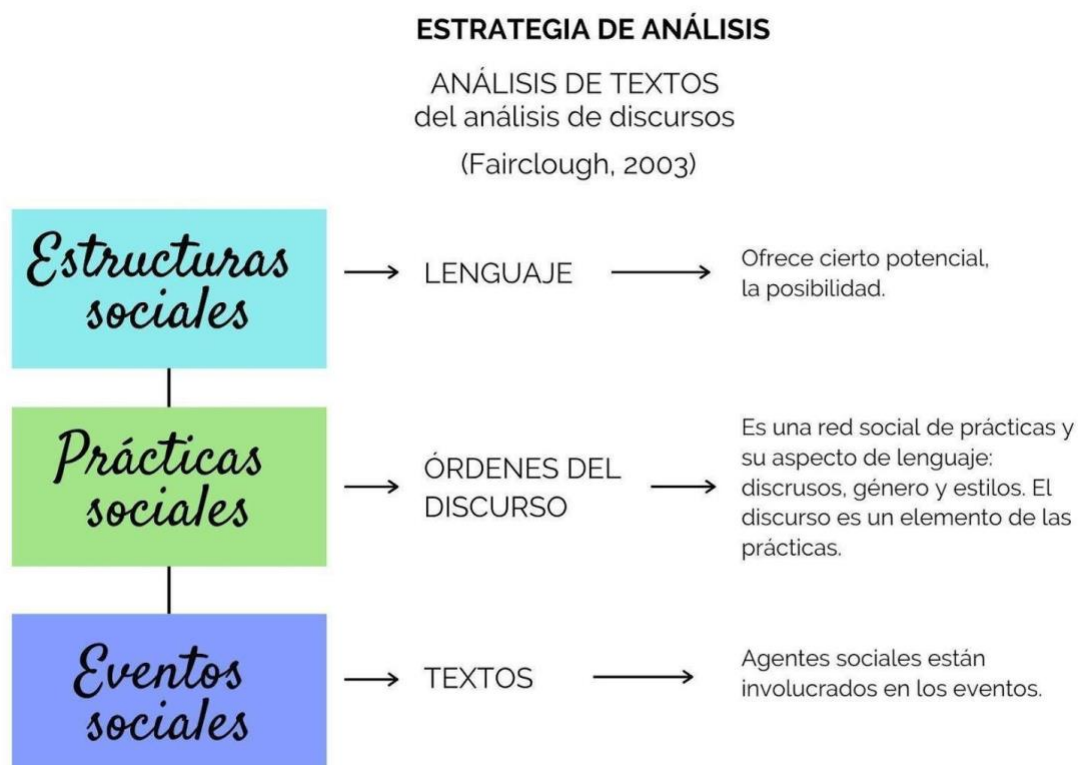 ESTRATEGIA DE ANÁLISIS
ANÁLISIS DE TEXTOS
del análisis de discursos
(Fairclough, 2003)
Estructuras
sociales
LENGUAJE
Ofrece cierto potencial,
la posibilidad.
Prácticas
sociales
ÓRDENES DEL
DISCURSO
Es una red social de prácticas y
su aspecto de lenguaje:
discrusos, género y estilos. El
discurso es un elemento de las
prácticas.
Eventos
sociales
TEXTOS
Agentes sociales están
involucrados en los eventos.